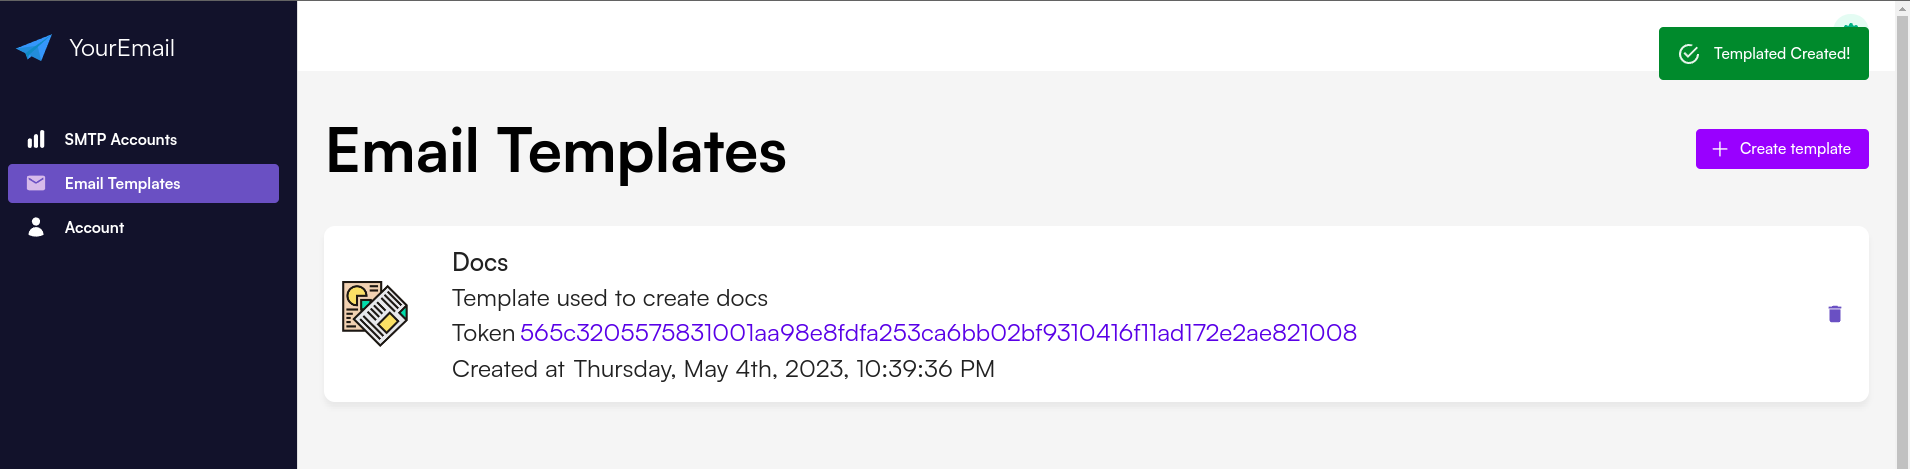 YourEmail
SMTP Accounts
Email Templates
Account
Templated Created!
Email Templates
Create template
Docs
Template used to create docs
Token 565c3205575831001aa98e8fdfa253ca6bb02bf9310416f11ad172e2ae821008
Created at Thursday, May 4th, 2023, 10:39:36 PM